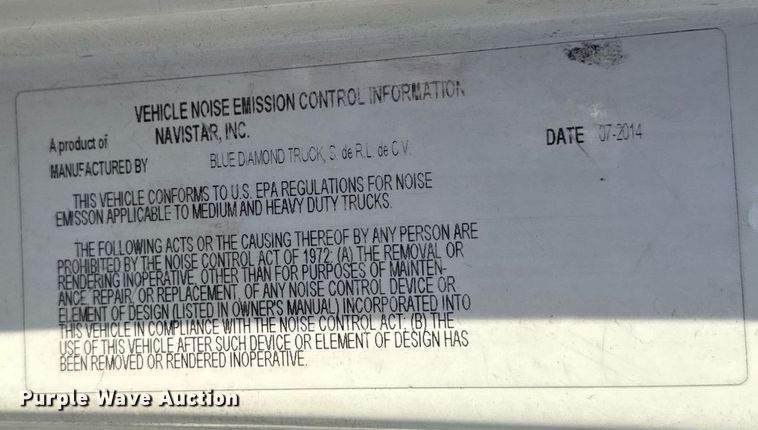 VEHICLE NOISE EMISSION CONTROL INFORMATION
A product of NAVISTAR, INC.
MANUFACTURED BY BLUE DIAMOND TRUCK, S. de R.L. de C.V. DATE 07-2014
THIS VEHICLE CONFORMS TO U.S. EPA REGULATIONS FOR NOISE
EMISSON APPLICABLE TO MEDIUM AND HEAVY DUTY TRUCKS.
THE FOLLOWING ACTS OR THE CAUSING THEREOF BY ANY PERSON ARE
PROHIBITED BY THE NOISE CONTROL ACT OF 1972: (A) THE REMOVAL OR
RENDERING INOPERATIVE, OTHER THAN FOR PURPOSES OF MAINTEN-
ANCE, REPAIR, OR REPLACEMENT, OF ANY NOISE CONTROL DEVICE OR
ELEMENT OF DESIGN (LISTED IN OWNER'S MANUAL) INCORPORATED INTO
THIS VEHICLE IN COMPLIANCE WITH THE NOISE CONTROL ACT; (B) THE
USE OF THIS VEHICLE AFTER SUCH DEVICE OR ELEMENT OF DESIGN HAS
BEEN REMOVED OR RENDERED INOPERATIVE.
Purple Wave Auction